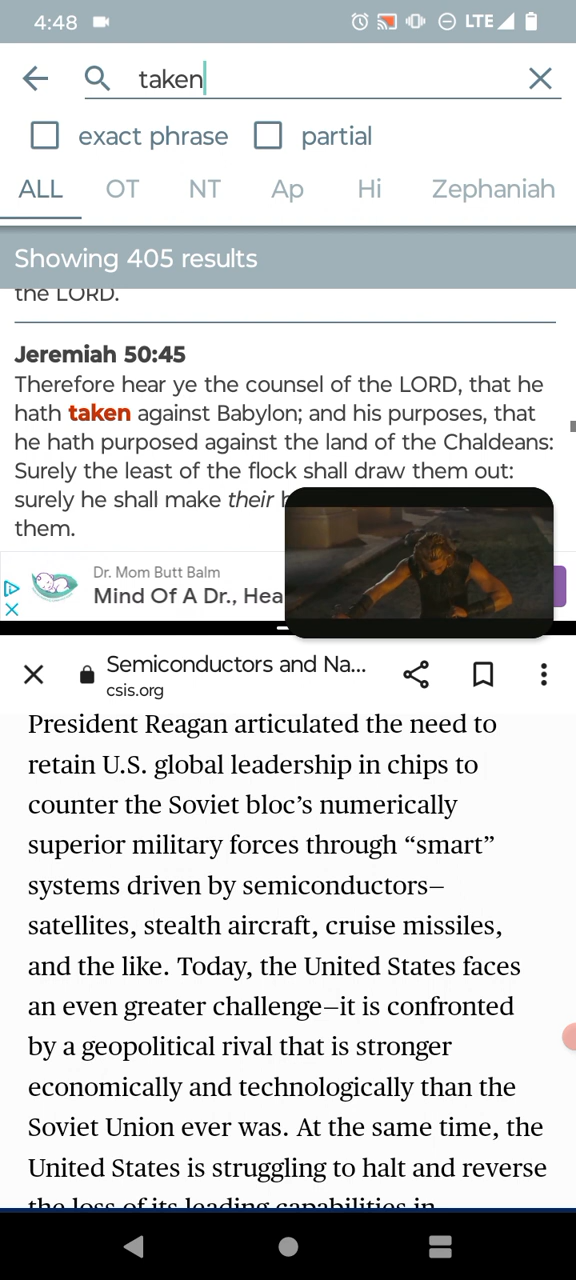 4:48
LTE
taken
exact phrase
partial
ALL OT NT Ap Hi Zephaniah
Showing 405 results
the LORD.
Jeremiah 50:45
Therefore hear ye the counsel of the LORD, that he
hath taken against Babylon; and his purposes, that
he hath purposed against the land of the Chaldeans:
Surely the least of the flock shall draw them out:
surely he shall make their
them.
Dr. Mom Butt Balm
Mind Of A Dr., Hea
Semiconductors and Na...
csis.org
President Reagan articulated the need to
retain U.S. global leadership in chips to
counter the Soviet bloc’s numerically
superior military forces through “smart”
systems driven by semiconductors—
satellites, stealth aircraft, cruise missiles,
and the like. Today, the United States faces
an even greater challenge—it is confronted
by a geopolitical rival that is stronger
economically and technologically than the
Soviet Union ever was. At the same time, the
United States is struggling to halt and reverse
the loss of its leading capabilities in